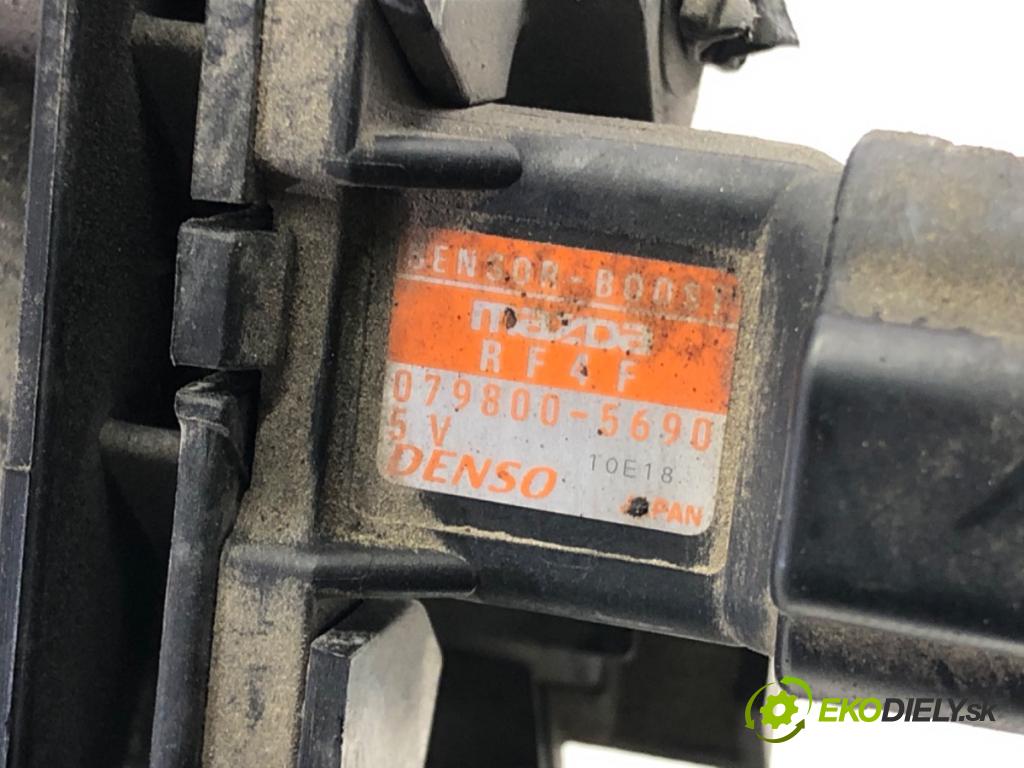 SENSOR-BOOST
mazda
RF4F
079800-5690
5V
DENSO 10E18
JAPAN
EKODIELY.sk